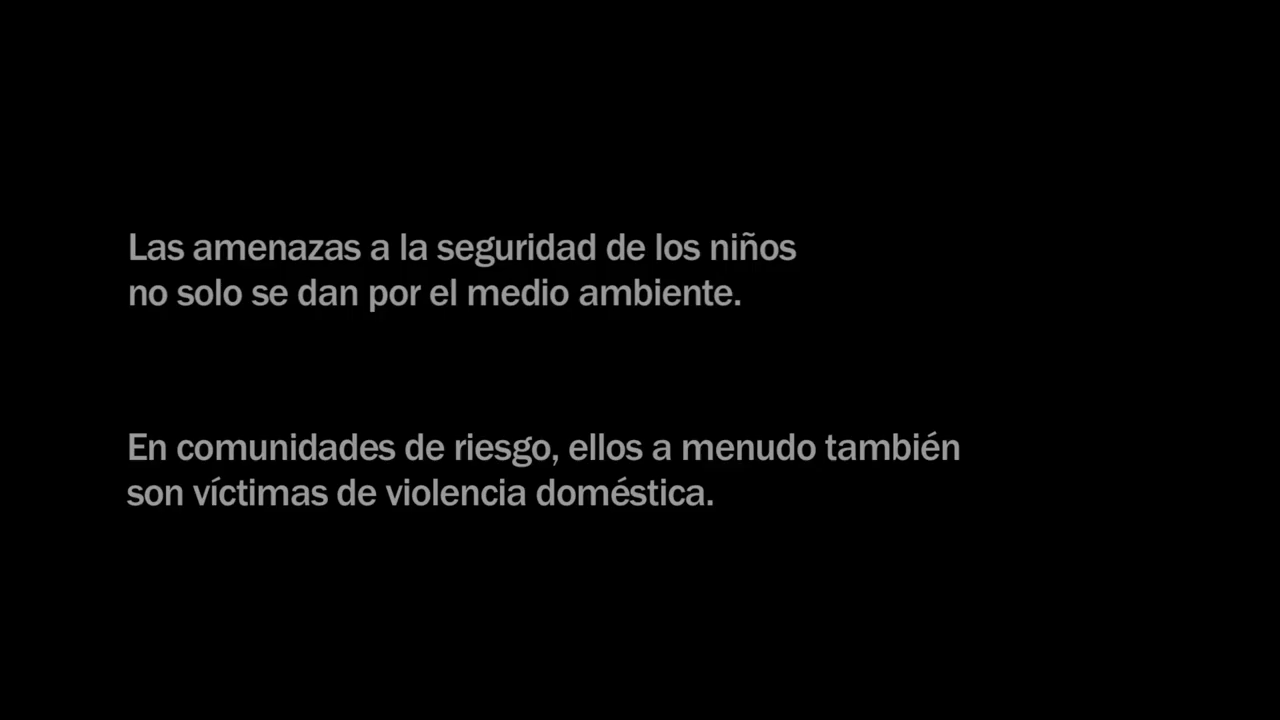 Las amenazas a la seguridad de los niños
no solo se dan por el medio ambiente.
En comunidades de riesgo, ellos a menudo también
son víctimas de violencia doméstica.